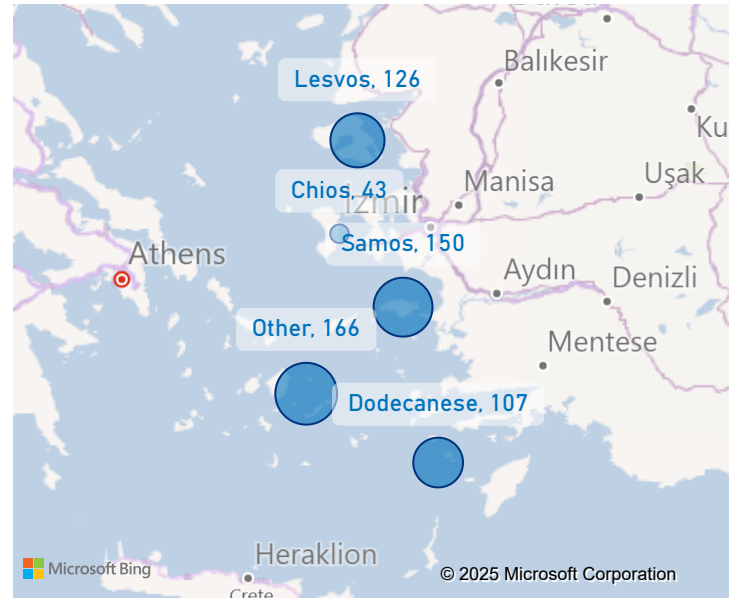 Balıkesir
Lesvos, 126
Ku
Uşak
Manisa
Chios, 43
İzmir
Samos, 150
Athens
Aydın
Denizli
Other, 166
Mentese
Dodecanese, 107
Heraklion
Microsoft Bing
© 2025 Microsoft Corporation
Crete